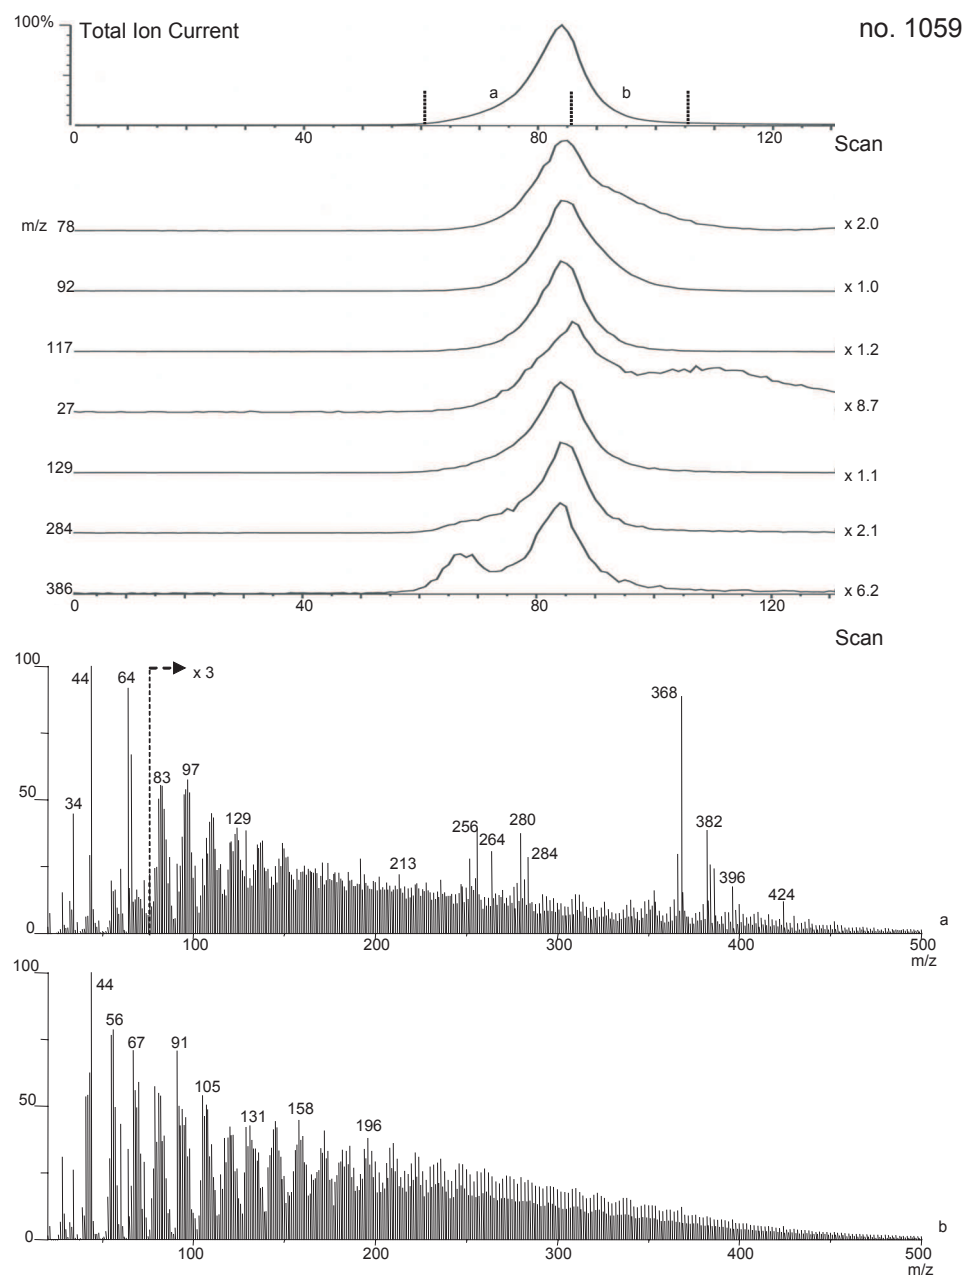 100% Total Ion Current no. 1059
a b
0 40 80 120
Scan
m/z 78 x 2.0
92 x 1.0
117 x 1.2
27 x 8.7
129 x 1.1
284 x 2.1
386 x 6.2
0 40 80 120
Scan
100
44 64 x 3 368
83 97
50
34 129 256 264 280 284 382
213 396 424
0 a
100 200 300 400 500
m/z
100
44
56
67 91
105
50 131 158 196
0 b
100 200 300 400 500
m/z